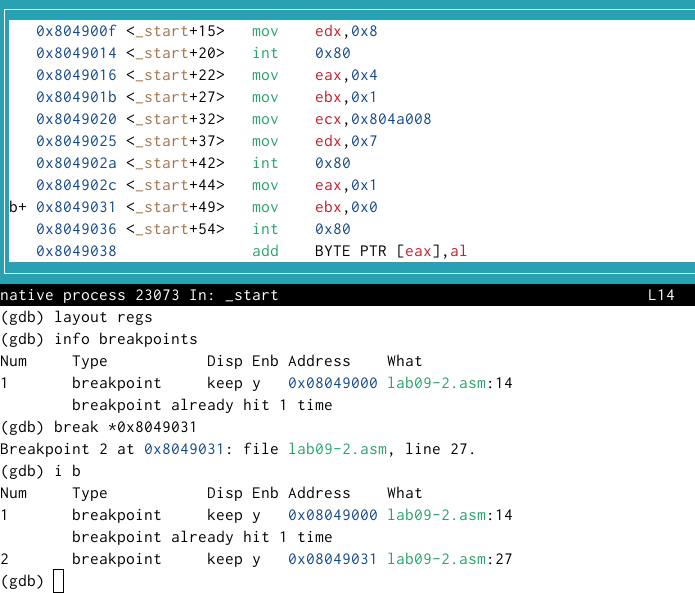 0x804900f <_start+15>   mov    edx,0x8
0x8049014 <_start+20>   int    0x80
0x8049016 <_start+22>   mov    eax,0x4
0x804901b <_start+27>   mov    ebx,0x1
0x8049020 <_start+32>   mov    ecx,0x804a008
0x8049025 <_start+37>   mov    edx,0x7
0x804902a <_start+42>   int    0x80
0x804902c <_start+44>   mov    eax,0x1
b+ 0x8049031 <_start+49>   mov    ebx,0x0
0x8049036 <_start+54>   int    0x80
0x8049038               add    BYTE PTR [eax],al
native process 23073 In: _start                                         L14
(gdb) layout regs
(gdb) info breakpoints
Num     Type           Disp Enb Address    What
1       breakpoint     keep y   0x08049000 lab09-2.asm:14
breakpoint already hit 1 time
(gdb) break *0x8049031
Breakpoint 2 at 0x8049031: file lab09-2.asm, line 27.
(gdb) i b
Num     Type           Disp Enb Address    What
1       breakpoint     keep y   0x08049000 lab09-2.asm:14
breakpoint already hit 1 time
2       breakpoint     keep y   0x08049031 lab09-2.asm:27
(gdb)